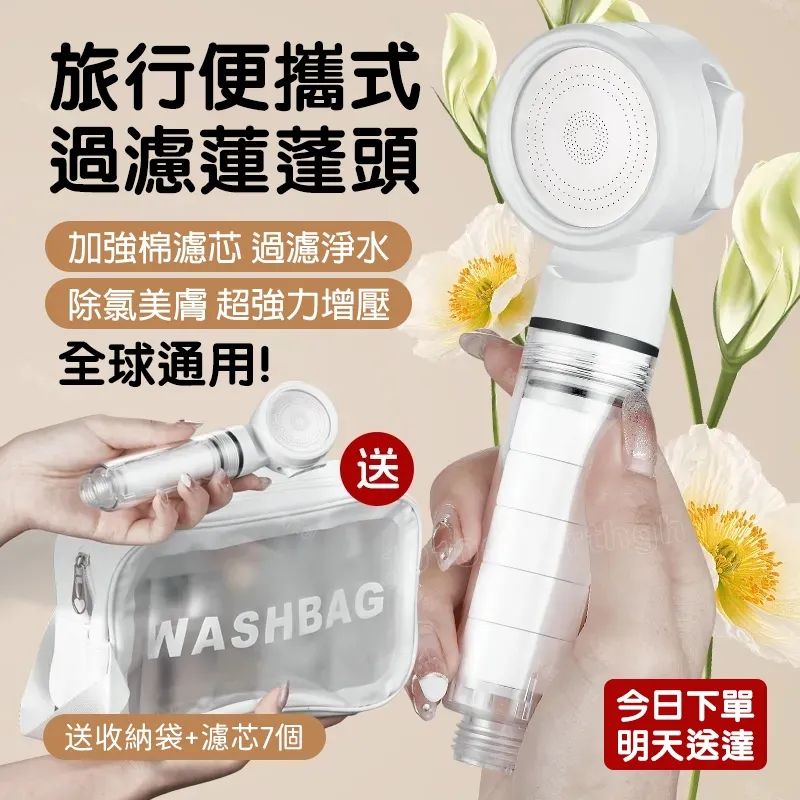 旅行便攜式
過濾蓮蓬頭
加強棉濾芯 過濾淨水
除氯美膚 超強力增壓
全球通用!
送
WASHBAG
送收納袋+濾芯7個
今日下單
明天送達